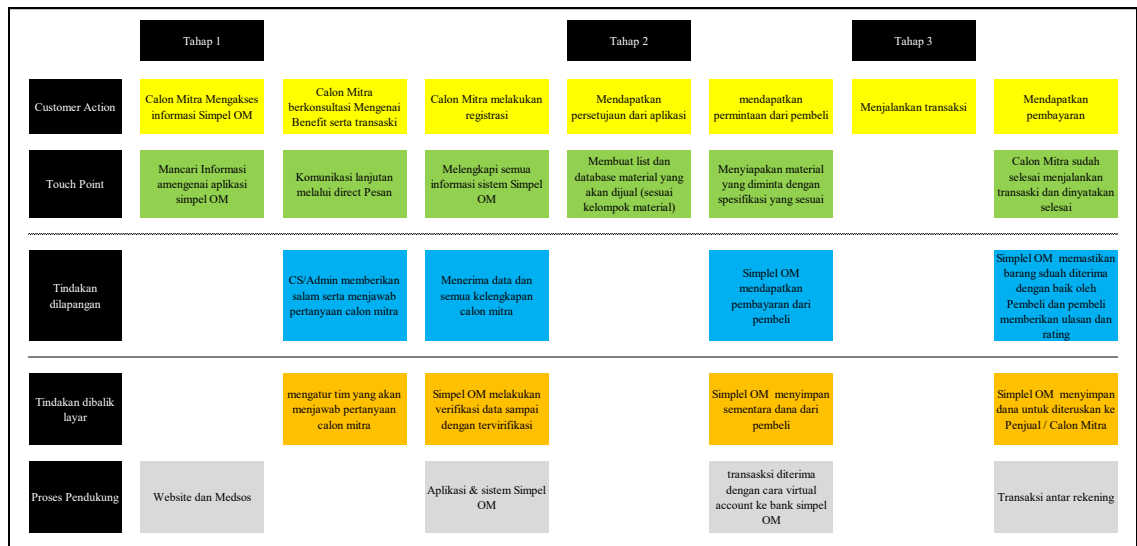 Tahap 1
Tahap 2
Tahap 3
Customer Action
Calon Mitra Mengakses
informasi Simpel OM
Calon Mitra
berkonsultasi Mengenai
Benefit serta transaski
Calon Mitra melakukan
registrasi
Mendapatkan
persetujaun dari aplikasi
mendapatkan
permintaan dari pembeli
Menjalankan transaksi
Mendapatkan
pembayaran
Touch Point
Mancari Informasi
amengenai aplikasi
simpel OM
Komunikasi lanjutan
melalui direct Pesan
Melengkapi semua
informasi sistem Simpel
OM
Membuat list dan
database material yang
akan dijual (sesuai
kelompok material)
Menyiapakan material
yang diminta dengan
spesifikasi yang sesuai
Calon Mitra sudah
selesai menjalankan
transaski dan dinyatakan
selesai
Tindakan
dilapangan
CS/Admin memberikan
salam serta menjawab
pertanyaan calon mitra
Menerima data dan
semua kelengkapan
calon mitra
Simplel OM
mendapatkan
pembayaran dari
pembeli
Simplel OM memastikan
barang sduah diterima
dengan baik oleh
Pembeli dan pembeli
memberikan ulasan dan
rating
Tindakan dibalik
layar
mengatur tim yang akan
menjawab pertanyaan
calon mitra
Simpel OM melakukan
verifikasi data sampai
dengan tervirifikasi
Simplel OM menyimpan
sementara dana dari
pembeli
Simplel OM menyimpan
dana untuk diteruskan ke
Penjual / Calon Mitra
Proses Pendukung
Website dan Medsos
Aplikasi & sistem Simpel
OM
transasksi diterima
dengan cara virtual
account ke bank simpel
OM
Transaksi antar rekening